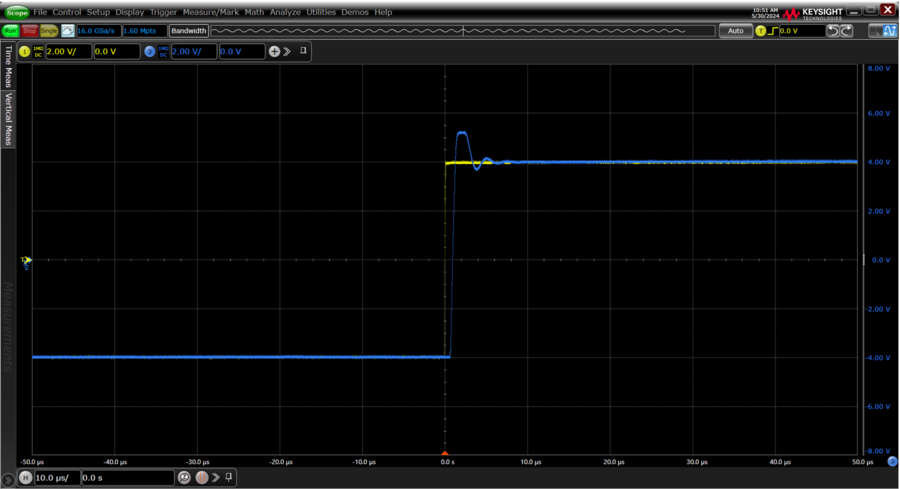 Scope File Control Setup Display Trigger Measure/Mark Math Analyze Utilities Demos Help
10:51 AM
5/30/2024
KEYSIGHT
TECHNOLOGIES
Run Stop Single 16.0 GSa/s 1.60 Mpts Bandwidth Auto T 0.0 V
1 1MΩ DC 2.00 V/ 0.0 V 3 1MΩ DC 2.00 V/ 0.0 V
Time Meas
Vertical Meas
Measurements
8.00 V
6.00 V
4.00 V
2.00 V
0.0 V
-2.00 V
-4.00 V
-6.00 V
-8.00 V
-50.0 µs -40.0 µs -30.0 µs -20.0 µs -10.0 µs 0.0 s 10.0 µs 20.0 µs 30.0 µs 40.0 µs 50.0 µs
H 10.0 µs/ 0.0 s